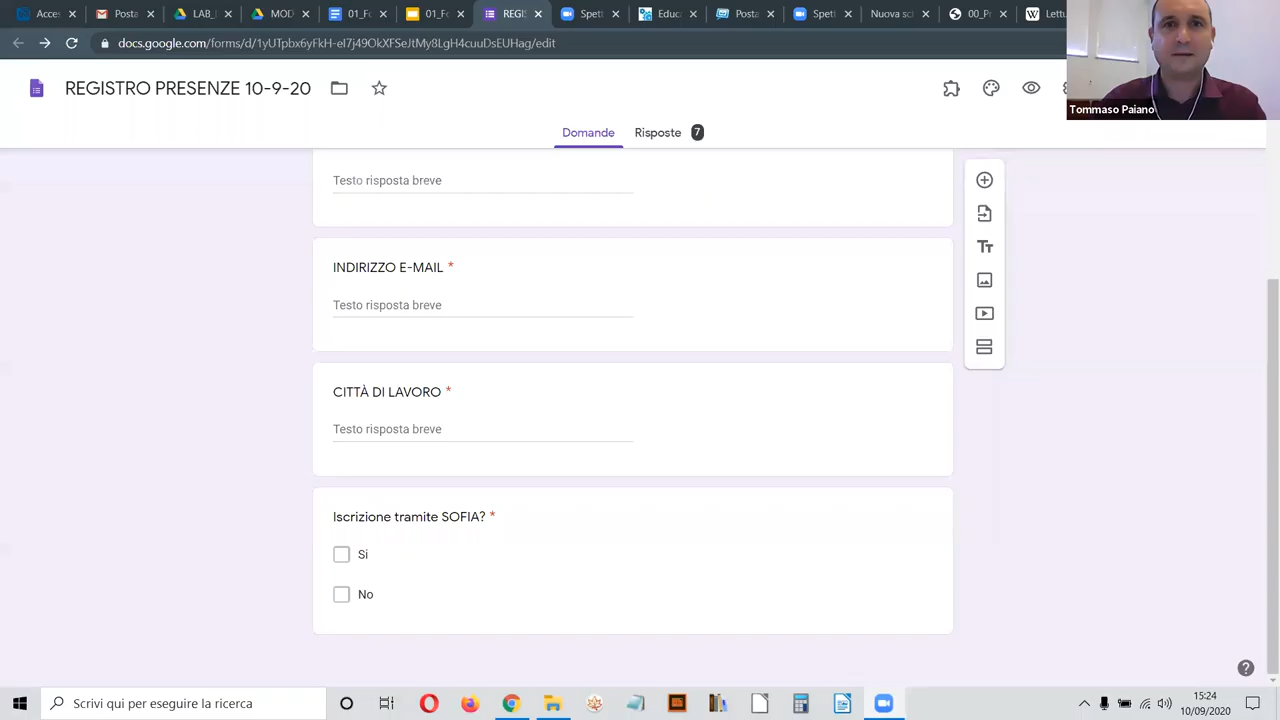 Acces
Posta
LAB_
MOD
01_Fo
01_Fo
REGIS
Spett
Educ
Posta
Spett
Nuova sc
00_Pr
W Lettu
docs.google.com/forms/d/1yUTpbx6yFkH-eI7j49OkXFSeJtMy8LgH4cuuDsEUHag/edit
REGISTRO PRESENZE 10-9-20
Tommaso Paiano
Domande Risposte 7
Testo risposta breve
INDIRIZZO E-MAIL *
Testo risposta breve
CITTÀ DI LAVORO *
Testo risposta breve
Iscrizione tramite SOFIA? *
Si
No
Tт
Scrivi qui per eseguire la ricerca
15:24
10/09/2020